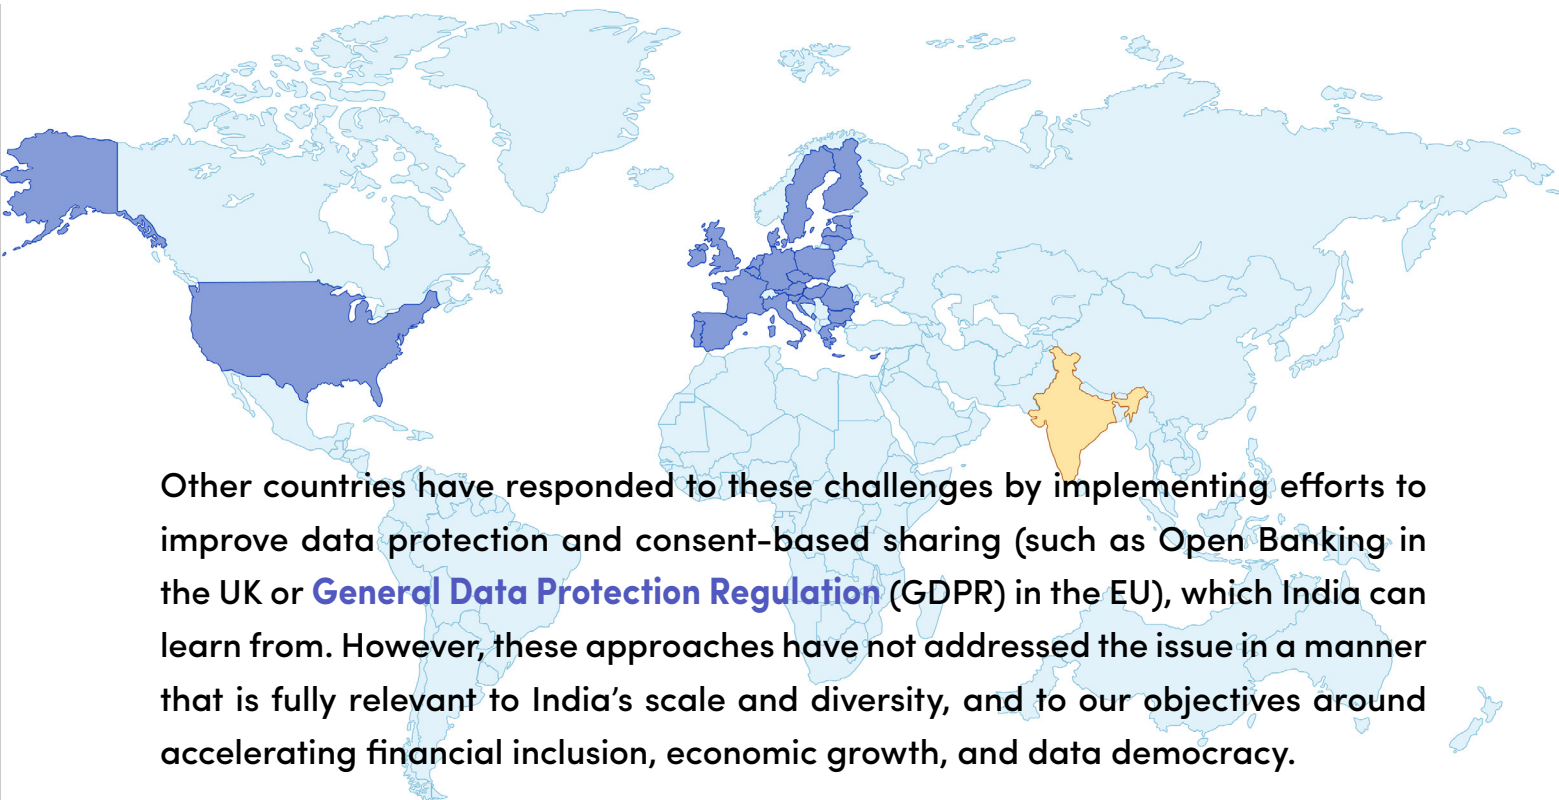 Other countries have responded to these challenges by implementing efforts to
improve data protection and consent-based sharing (such as Open Banking in
the UK or General Data Protection Regulation (GDPR) in the EU), which India can
learn from. However, these approaches have not addressed the issue in a manner
that is fully relevant to India’s scale and diversity, and to our objectives around
accelerating financial inclusion, economic growth, and data democracy.